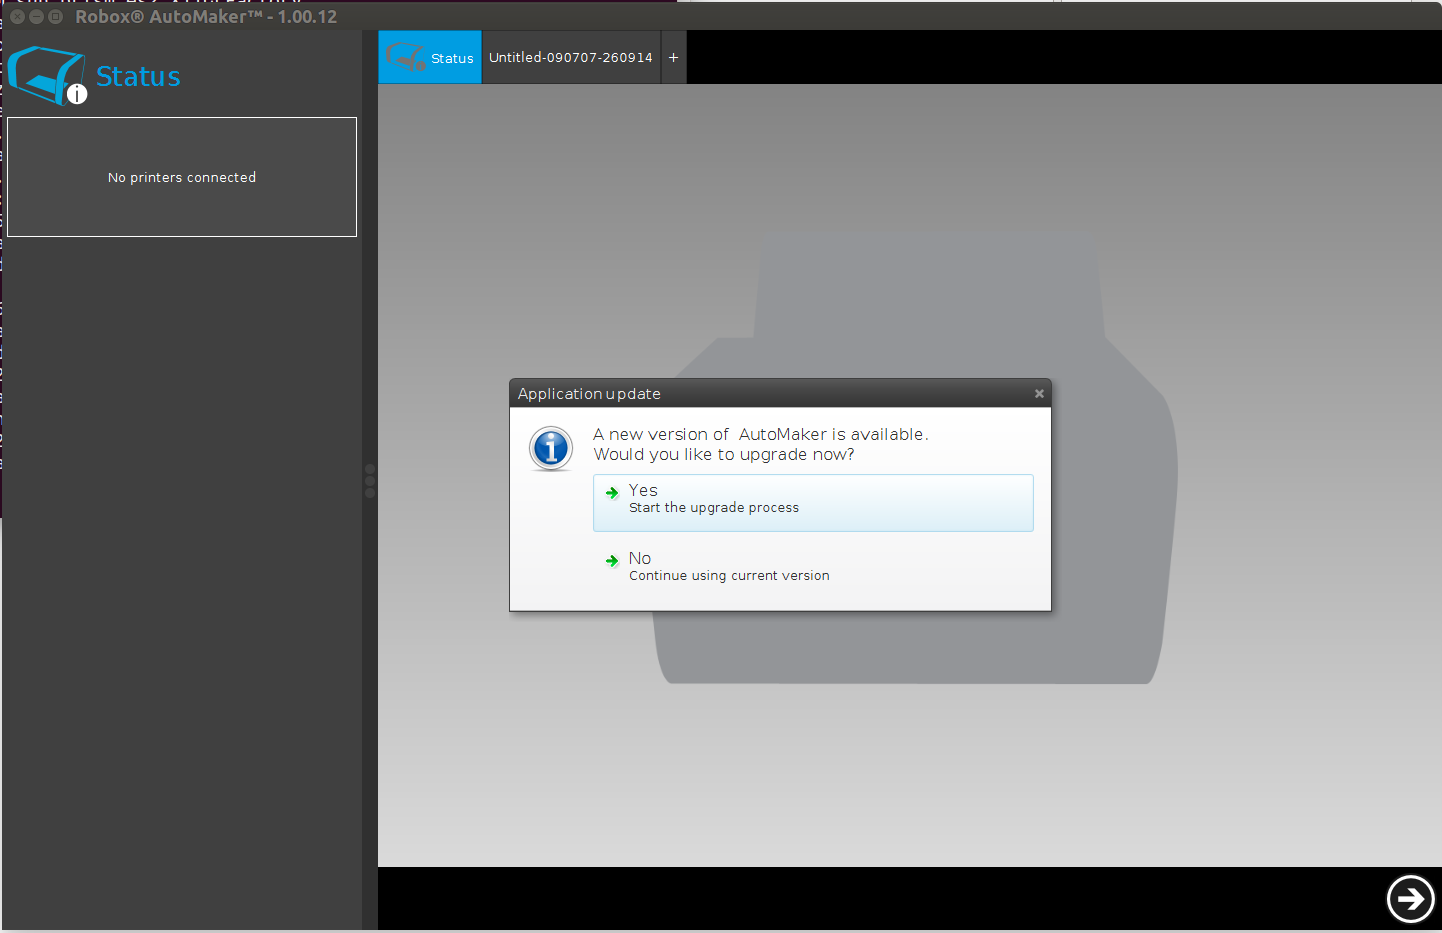 Robox® AutoMaker™ - 1.00.12
Status
No printers connected
Status
Untitled-090707-260914
+
Application update
A new version of  AutoMaker is available.
Would you like to upgrade now?
Yes
Start the upgrade process
No
Continue using current version